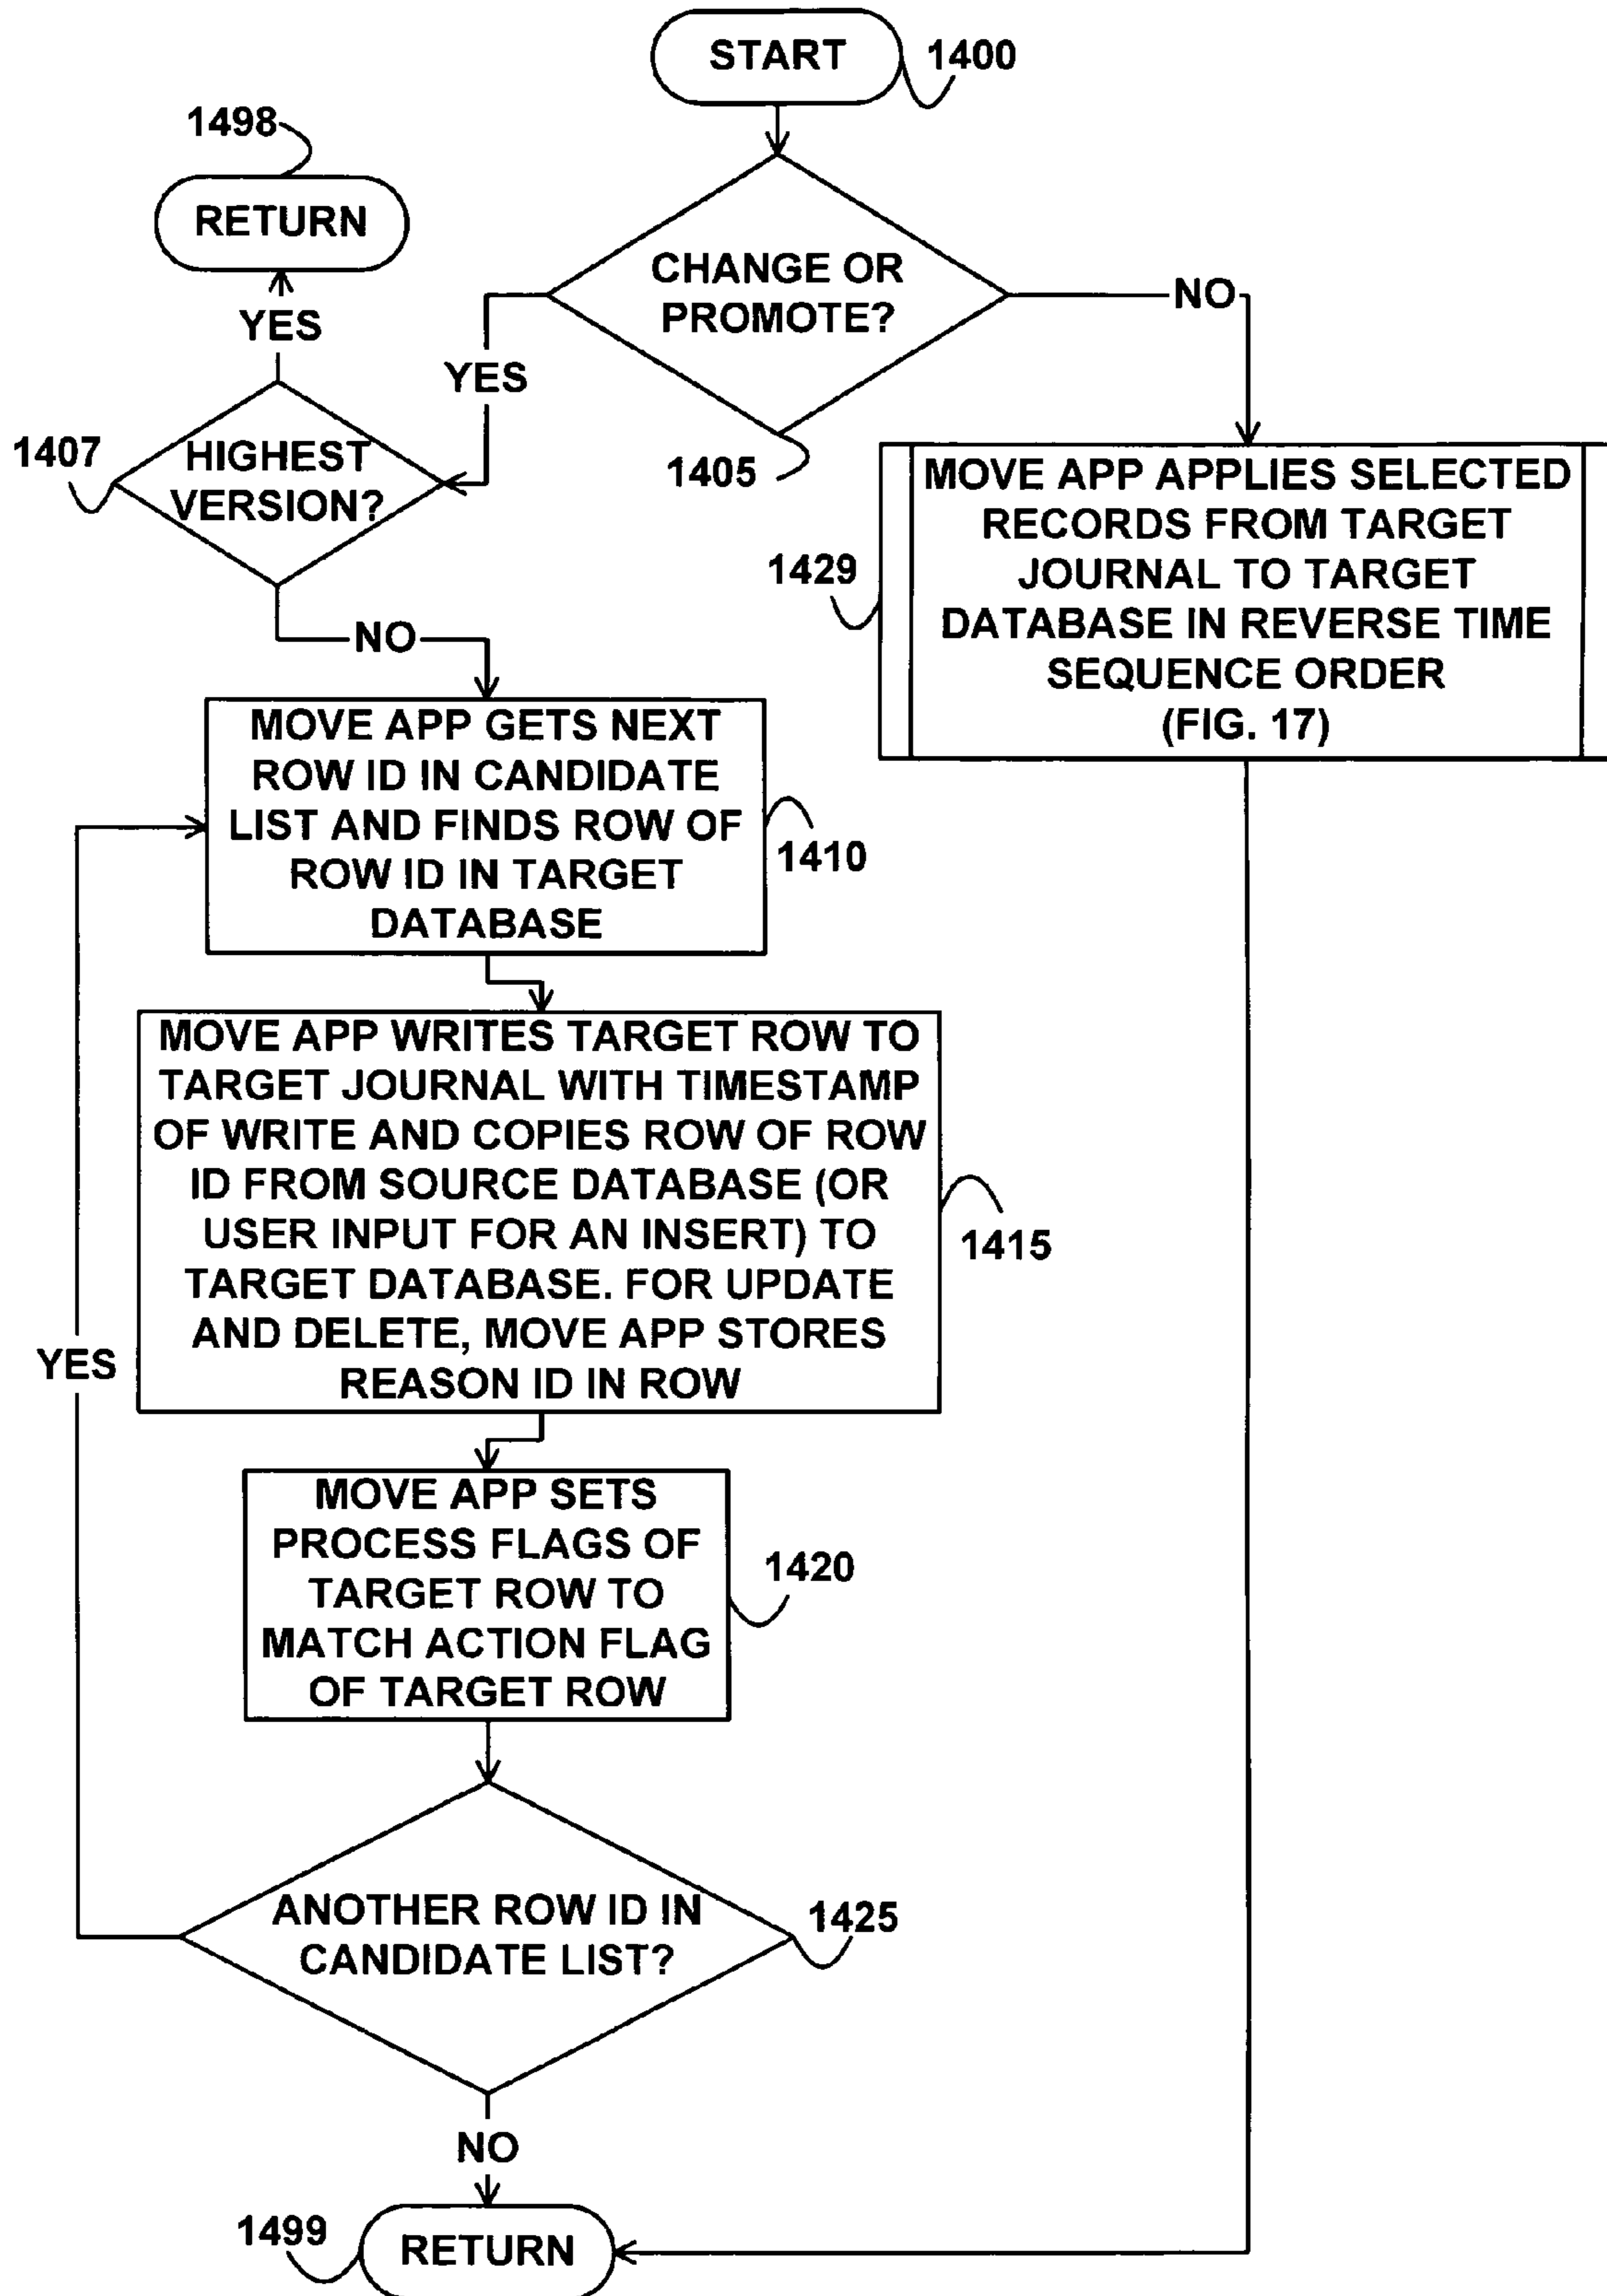 START
1400
1498
RETURN
YES
CHANGE OR
PROMOTE?
NO
YES
1405
1407
HIGHEST
VERSION?
NO
MOVE APP APPLIES SELECTED
RECORDS FROM TARGET
JOURNAL TO TARGET
DATABASE IN REVERSE TIME
SEQUENCE ORDER
(FIG. 17)
1429
MOVE APP GETS NEXT
ROW ID IN CANDIDATE
LIST AND FINDS ROW OF
ROW ID IN TARGET
DATABASE
1410
MOVE APP WRITES TARGET ROW TO
TARGET JOURNAL WITH TIMESTAMP
OF WRITE AND COPIES ROW OF ROW
ID FROM SOURCE DATABASE (OR
USER INPUT FOR AN INSERT) TO
TARGET DATABASE. FOR UPDATE
AND DELETE, MOVE APP STORES
REASON ID IN ROW
1415
YES
MOVE APP SETS
PROCESS FLAGS OF
TARGET ROW TO
MATCH ACTION FLAG
OF TARGET ROW
1420
ANOTHER ROW ID IN
CANDIDATE LIST?
1425
NO
1499
RETURN